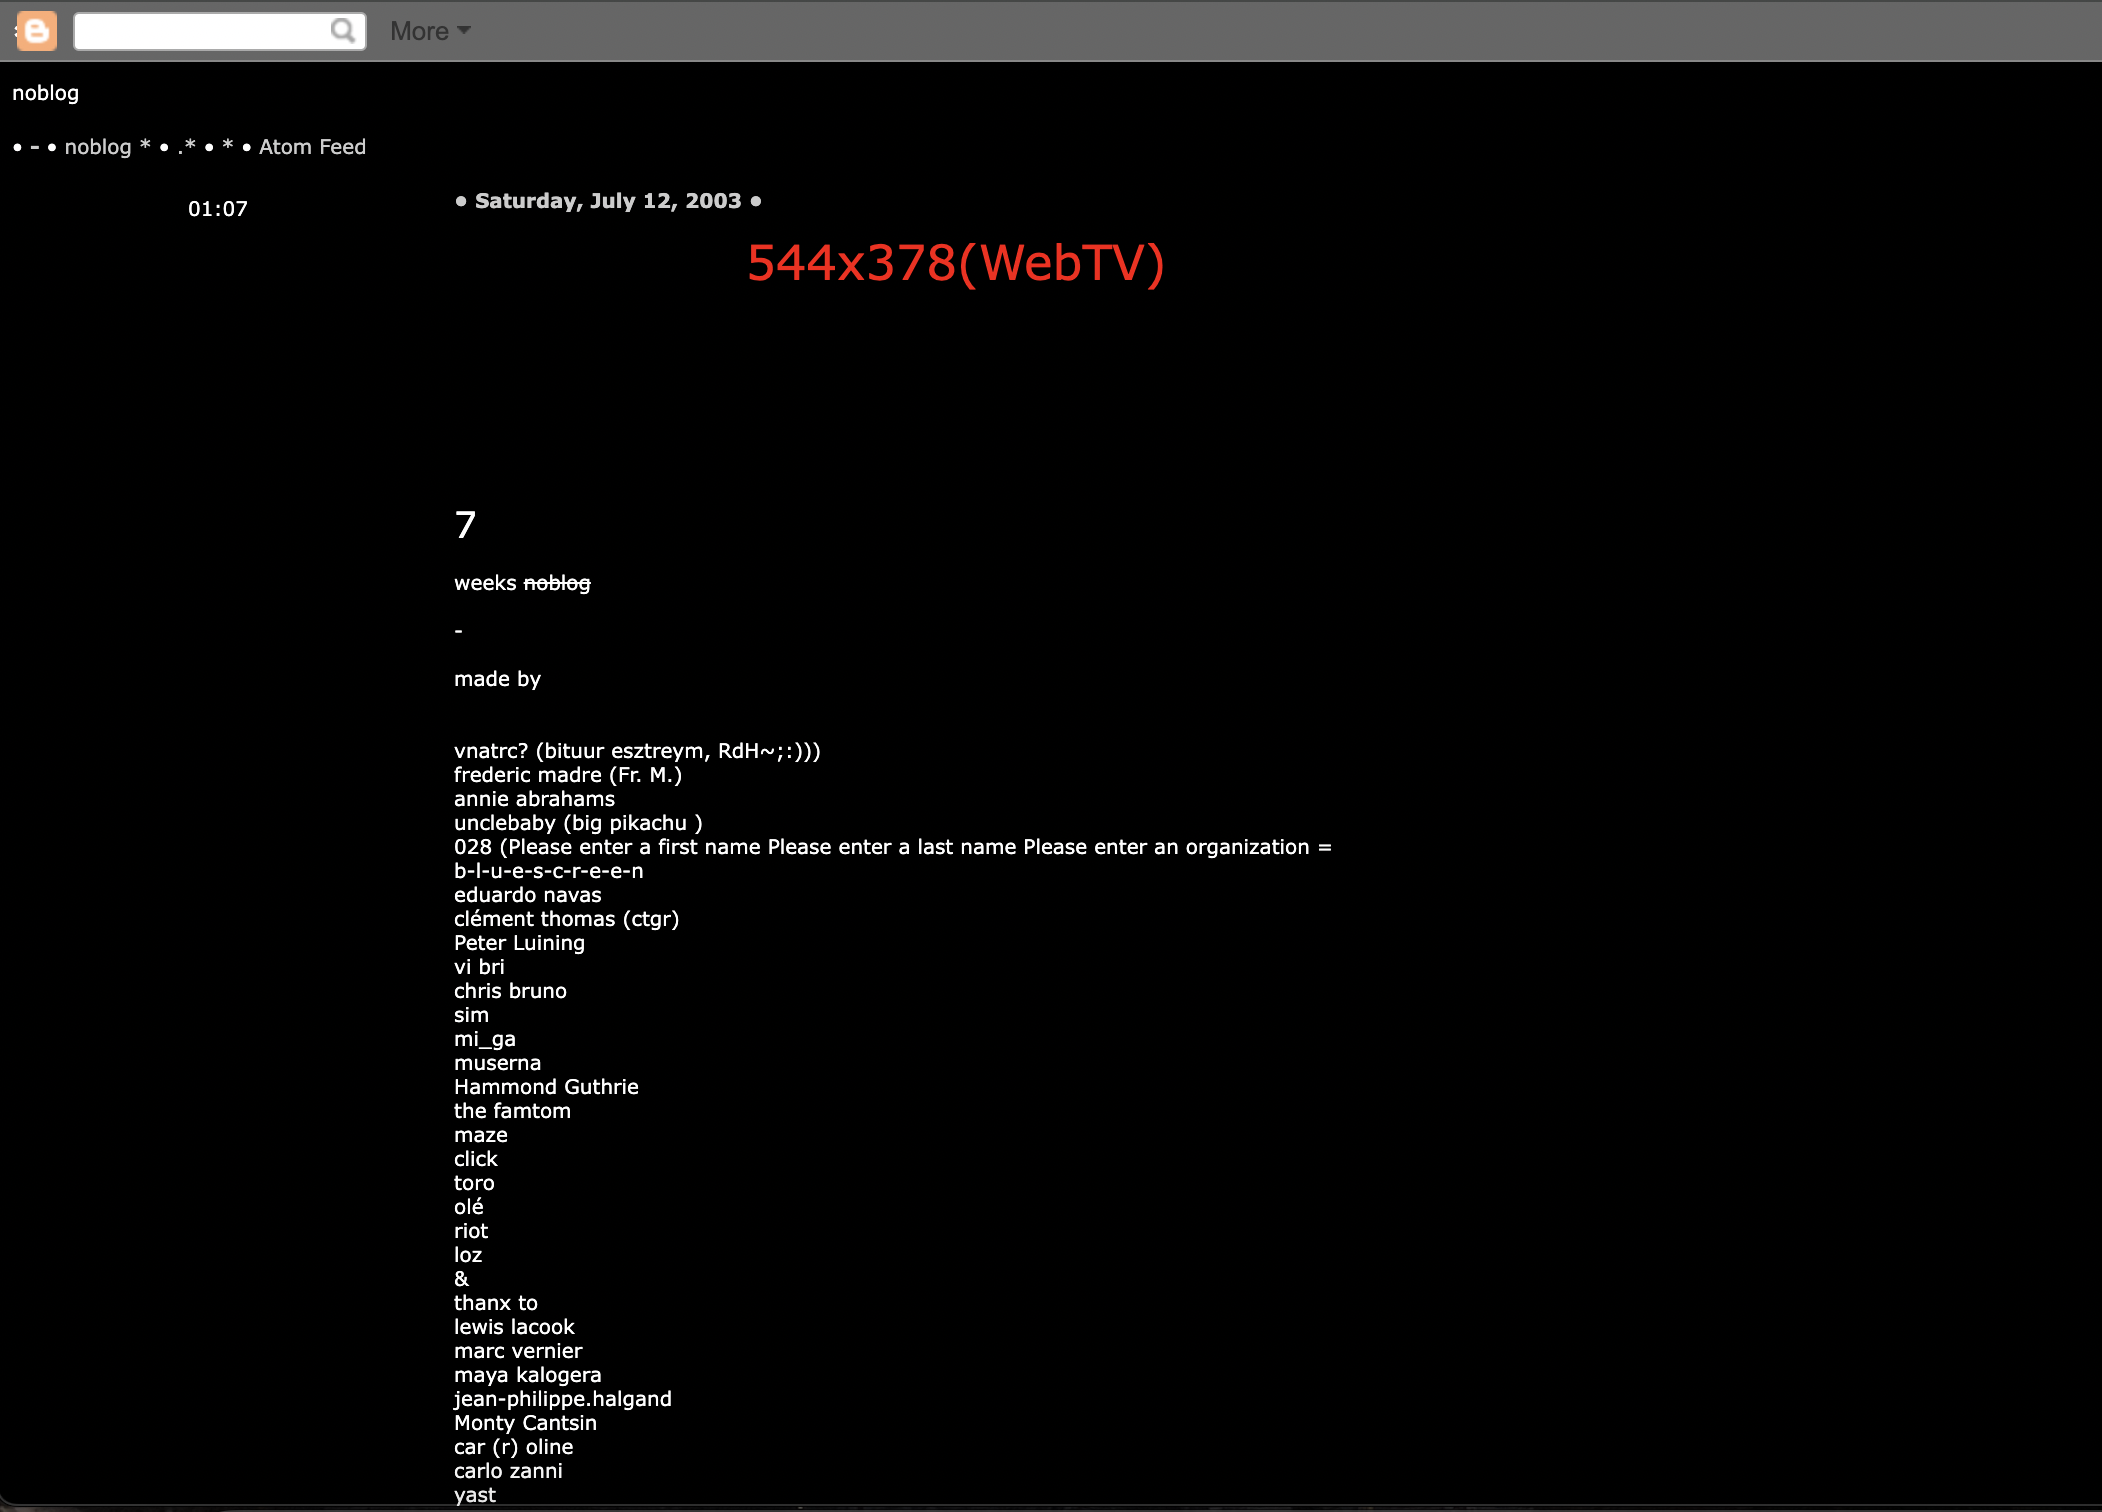 More
noblog
• - • noblog * • .* • * • Atom Feed
01:07
• Saturday, July 12, 2003 •
544x378(WebTV)
7
weeks noblog
-
made by
vnatrc? (bituur esztreym, RdH~;:)))
frederic madre (Fr. M.)
annie abrahams
unclebaby (big pikachu )
028 (Please enter a first name Please enter a last name Please enter an organization =
b-l-u-e-s-c-r-e-e-n
eduardo navas
clément thomas (ctgr)
Peter Luining
vi bri
chris bruno
sim
mi_ga
muserna
Hammond Guthrie
the famtom
maze
click
toro
olé
riot
loz
&
thanx to
lewis lacook
marc vernier
maya kalogera
jean-philippe.halgand
Monty Cantsin
car (r) oline
carlo zanni
yast